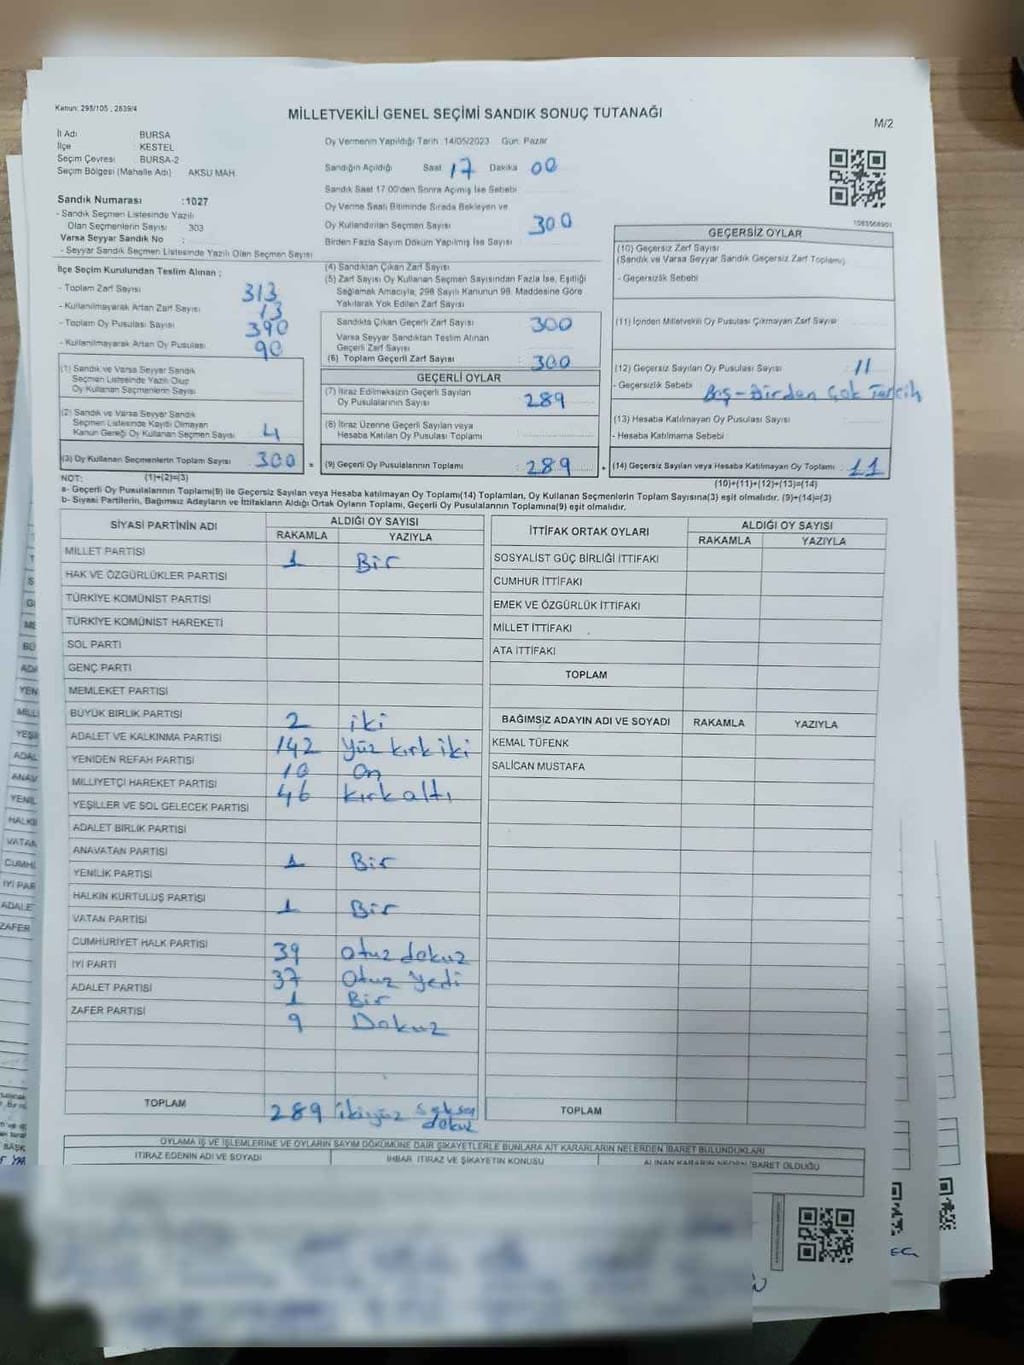 Kanun: 298/105 , 2839/4
MİLLETVEKİLİ GENEL SEÇİMİ SANDIK SONUÇ TUTANAĞI
M/2
İl Adı : BURSA
İlçe : KESTEL
Seçim Çevresi : BURSA-2
Seçim Bölgesi (Mahalle Adı) AKSU MAH.
Sandık Numarası :1027
- Sandık Seçmen Listesinde Yazılı
Olan Seçmenlerin Sayısı : 303
Varsa Seyyar Sandık No :
- Seyyar Sandık Seçmen Listesinde Yazılı Olan Seçmen Sayısı
Oy Vermenin Yapıldığı Tarih: 14/05/2023 Gün: Pazar
Sandığın Açıldığı Saat 17 Dakika 00
Sandık Saat 17.00'den Sonra Açılmış İse Sebebi
Oy Verme Saati Bitiminde Sırada Bekleyen ve
Oy Kullandırılan Seçmen Sayısı 300
Birden Fazla Sayım Döküm Yapılmış İse Sayısı
1083568901
İlçe Seçim Kurulundan Teslim Alınan ;
- Toplam Zarf Sayısı 313
- Kullanılmayarak Artan Zarf Sayısı 13
- Toplam Oy Pusulası Sayısı 390
- Kullanılmayarak Artan Oy Pusulası 90
(1) Sandık ve Varsa Seyyar Sandık
Seçmen Listesinde Yazılı Olup
Oy Kullanan Seçmenlerin Sayısı
(2) Sandık ve Varsa Seyyar Sandık
Seçmen Listesinde Kayıtlı Olmayan
Kanun Gereği Oy Kullanan Seçmen Sayısı 4
(3) Oy Kullanan Seçmenlerin Toplam Sayısı 300
(4) Sandıktan Çıkan Zarf Sayısı
(5) Zarf Sayısı Oy Kullanan Seçmen Sayısından Fazla İse, Eşitliği
Sağlamak Amacıyla, 298 Sayılı Kanunun 98. Maddesine Göre
Yakılarak Yok Edilen Zarf Sayısı
Sandıkta Çıkan Geçerli Zarf Sayısı 300
Varsa Seyyar Sandıktan Teslim Alınan
Geçerli Zarf Sayısı
(6) Toplam Geçerli Zarf Sayısı 300
GEÇERLİ OYLAR
(7) İtiraz Edilmeksizin Geçerli Sayılan
Oy Pusulalarının Sayısı 289
(8) İtiraz Üzerine Geçerli Sayılan veya
Hesaba Katılan Oy Pusulası Toplamı
= (9) Geçerli Oy Pusulalarının Toplamı : 289
GEÇERSİZ OYLAR
(10) Geçersiz Zarf Sayısı
(Sandık ve Varsa Seyyar Sandık Geçersiz Zarf Toplamı)
- Geçersizlik Sebebi
(11) İçinden Milletvekili Oy Pusulası Çıkmayan Zarf Sayısı
(12) Geçersiz Sayılan Oy Pusulası Sayısı 11
- Geçersizlik Sebebi Boş-Birden Çok Tercih
(13) Hesaba Katılmayan Oy Pusulası Sayısı
- Hesaba Katılmama Sebebi
+ (14) Geçersiz Sayılan veya Hesaba Katılmayan Oy Toplamı : 11
NOT: (1)+(2)=(3) (10)+(11)+(12)+(13)=(14)
a- Geçerli Oy Pusulalarının Toplamı(9) ile Geçersiz Sayılan veya Hesaba katılmayan Oy Toplamı(14) Toplamları, Oy Kullanan Seçmenlerin Toplam Sayısına(3) eşit olmalıdır. (9)+(14)=(3)
b- Siyasi Partilerin, Bağımsız Adayların ve İttifakların Aldığı Ortak Oyların Toplamı, Geçerli Oy Pusulalarının Toplamına(9) eşit olmalıdır.
SİYASİ PARTİNİN ADI ALDIĞI OY SAYISI
RAKAMLA YAZIYLA
MİLLET PARTİSİ 1 Bir
HAK VE ÖZGÜRLÜKLER PARTİSİ
TÜRKİYE KOMÜNİST PARTİSİ
TÜRKİYE KOMÜNİST HAREKETİ
SOL PARTİ
GENÇ PARTİ
MEMLEKET PARTİSİ
BÜYÜK BİRLİK PARTİSİ 2 iki
ADALET VE KALKINMA PARTİSİ 142 Yüz kırk iki
YENİDEN REFAH PARTİSİ 10 On
MİLLİYETÇİ HAREKET PARTİSİ 46 kırk altı
YEŞİLLER VE SOL GELECEK PARTİSİ
ADALET BİRLİK PARTİSİ
ANAVATAN PARTİSİ 1 Bir
YENİLİK PARTİSİ
HALKIN KURTULUŞ PARTİSİ 1 Bir
VATAN PARTİSİ
CUMHURİYET HALK PARTİSİ 39 otuz dokuz
İYİ PARTİ 37 Otuz Yedi
ADALET PARTİSİ 1 Bir
ZAFER PARTİSİ 9 Dokuz
TOPLAM 289 ikiyüz seksen
dokuz
İTTİFAK ORTAK OYLARI ALDIĞI OY SAYISI
RAKAMLA YAZIYLA
SOSYALİST GÜÇ BİRLİĞİ İTTİFAKI
CUMHUR İTTİFAKI
EMEK VE ÖZGÜRLÜK İTTİFAKI
MİLLET İTTİFAKI
ATA İTTİFAKI
TOPLAM
BAĞIMSIZ ADAYIN ADI VE SOYADI RAKAMLA YAZIYLA
KEMAL TÜFENK
SALİCAN MUSTAFA
TOPLAM
OYLAMA İŞ VE İŞLEMLERİNE VE OYLARIN SAYIM DÖKÜMÜNE DAİR ŞİKAYETLERLE BUNLARA AİT KARARLARIN NELERDEN İBARET BULUNDUKLARI
İTİRAZ EDENİN ADI VE SOYADI İHBAR İTİRAZ VE ŞİKAYETİN KONUSU ALINAN KARARIN NEDEN İBARET OLDUĞU